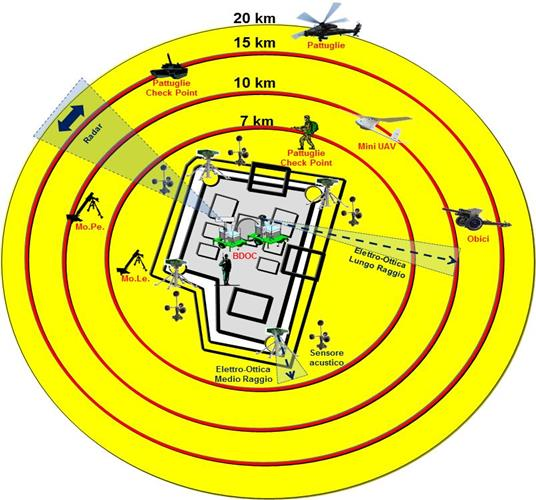 20 km
Pattuglie
15 km
Pattuglie
Check Point
10 km
Radar
7 km
Mini UAV
Pattuglie
Check Point
Mo.Pe.
Obici
BDOC
Elettro-Ottica
Lungo Raggio
Mo.Le.
Sensore
acustico
Elettro-Ottica
Medio Raggio